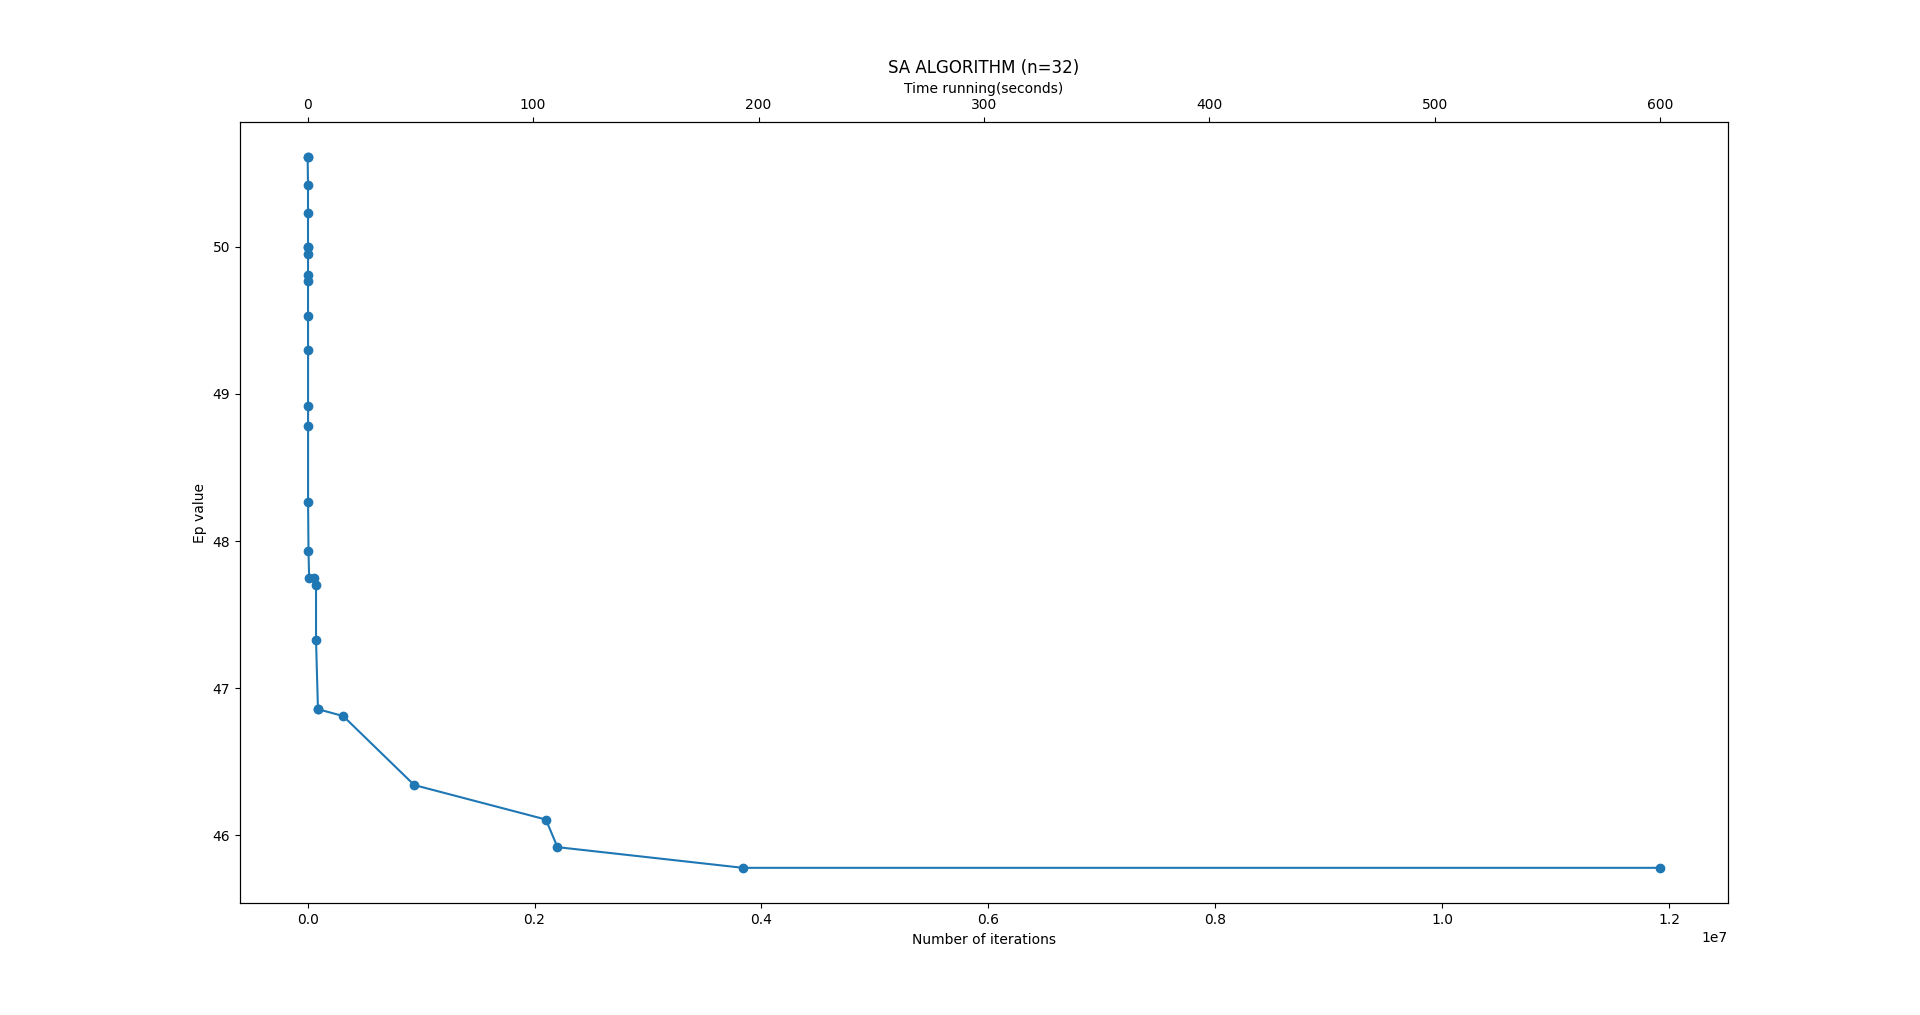 SA ALGORITHM (n=32)
Time running(seconds)
0 100 200 300 400 500 600
50
49
48
47
46
Ep value
0.0 0.2 0.4 0.6 0.8 1.0 1.2
Number of iterations
1e7